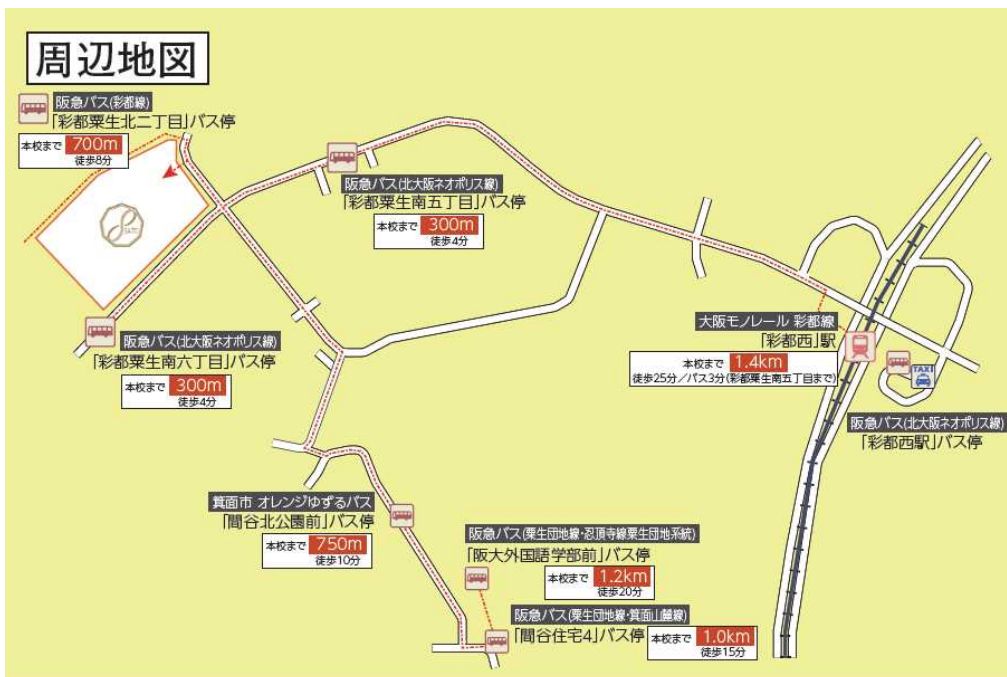 周辺地図
阪急バス(彩都線)
「彩都粟生北二丁目」バス停
本校まで 700m
徒歩8分
阪急バス(北大阪ネオポリス線)
「彩都粟生南五丁目」バス停
本校まで 300m
徒歩4分
大阪モノレール 彩都線
「彩都西」駅
本校まで 1.4km
徒歩25分/バス3分(彩都粟生南五丁目まで)
阪急バス(北大阪ネオポリス線)
「彩都粟生南六丁目」バス停
本校まで 300m
徒歩4分
TAXI
阪急バス(北大阪ネオポリス線)
「彩都西駅」バス停
箕面市 オレンジゆずるバス
「間谷北公園前」バス停
本校まで 750m
徒歩10分
阪急バス(粟生団地線・忍頂寺線粟生団地系統)
「阪大外国語学部前」バス停
本校まで 1.2km
徒歩20分
阪急バス(粟生団地線・箕面山麓線)
「間谷住宅4」バス停 本校まで 1.0km
徒歩15分